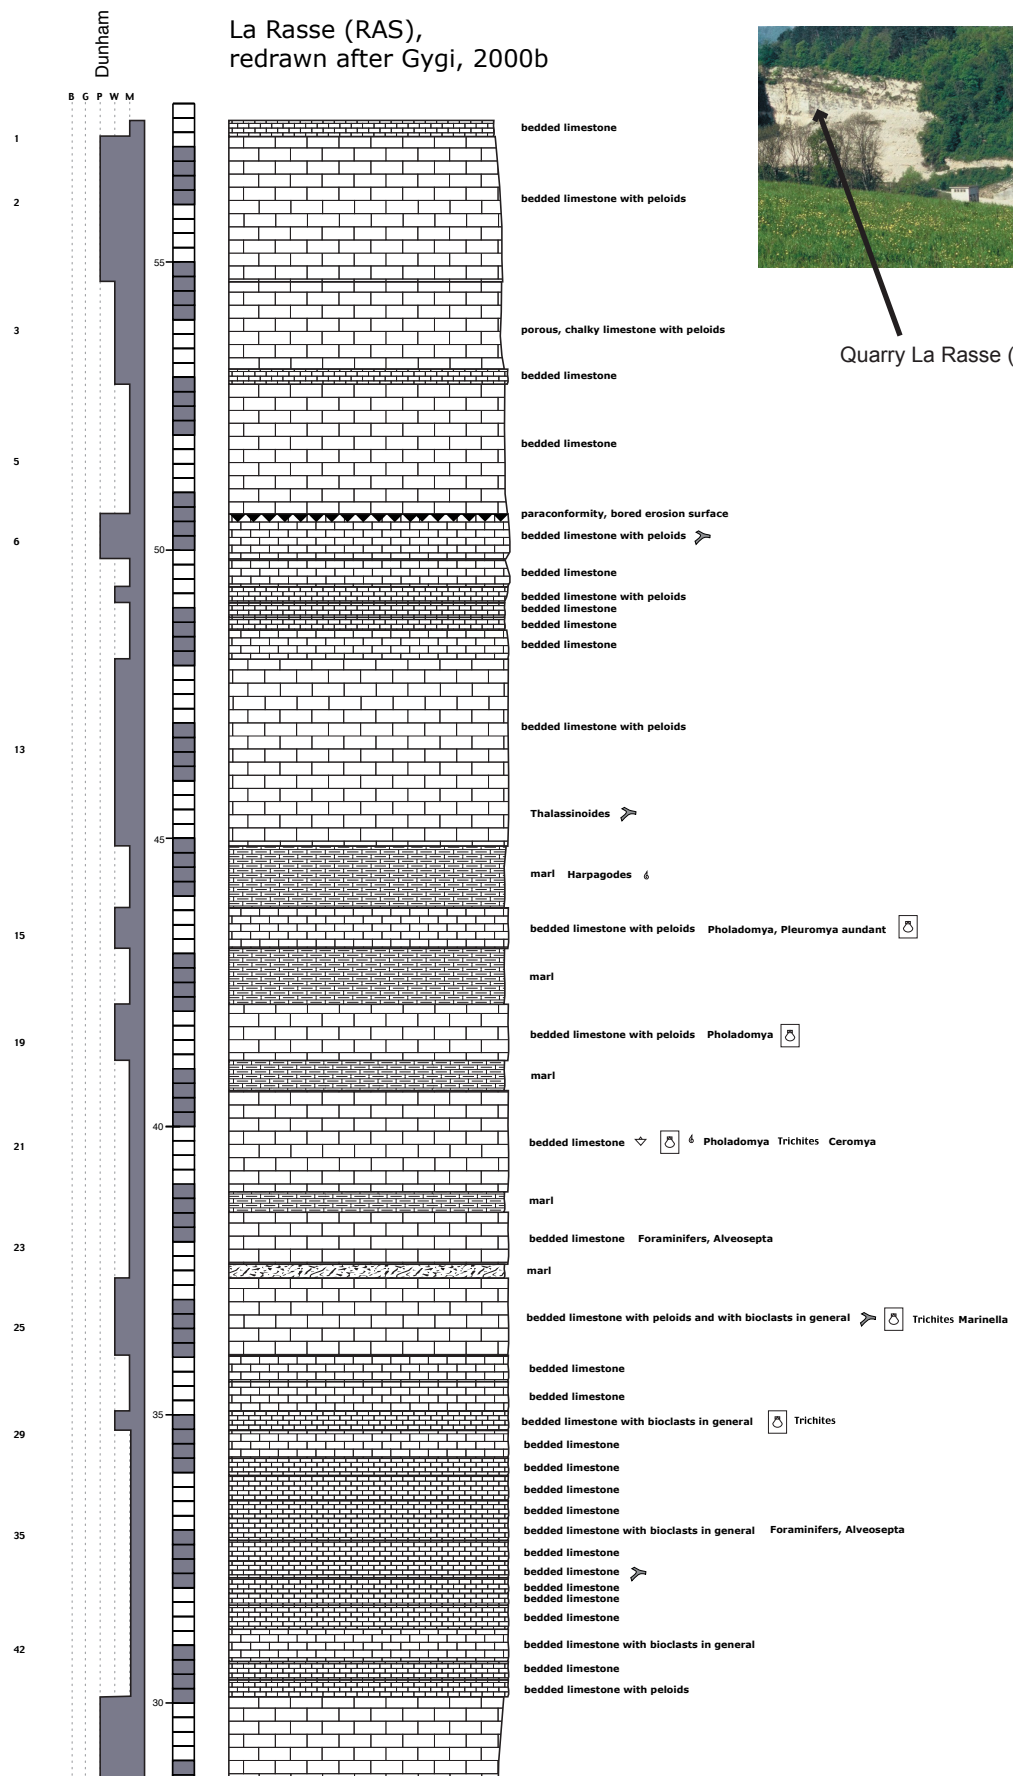 Dunham
La Rasse (RAS),
redrawn after Gygi, 2000b
B G P W M
bedded limestone
1
bedded limestone with peloids
2
55
3
porous, chalky limestone with peloids
Quarry La Rasse (
bedded limestone
bedded limestone
5
paraconformity, bored erosion surface
bedded limestone with peloids
6
50
bedded limestone
bedded limestone with peloids
bedded limestone
bedded limestone
bedded limestone
bedded limestone with peloids
13
Thalassinoides
45
marl Harpagodes
15
bedded limestone with peloids Pholadomya, Pleuromya aundant
marl
19
bedded limestone with peloids Pholadomya
marl
40
21
bedded limestone Pholadomya Trichites Ceromya
marl
23
bedded limestone Foraminifers, Alveosepta
marl
25
bedded limestone with peloids and with bioclasts in general Trichites Marinella
bedded limestone
bedded limestone
35
bedded limestone with bioclasts in general Trichites
29
bedded limestone
bedded limestone
bedded limestone
bedded limestone
35
bedded limestone with bioclasts in general Foraminifers, Alveosepta
bedded limestone
bedded limestone
bedded limestone
bedded limestone
bedded limestone
42
bedded limestone with bioclasts in general
bedded limestone
bedded limestone with peloids
30